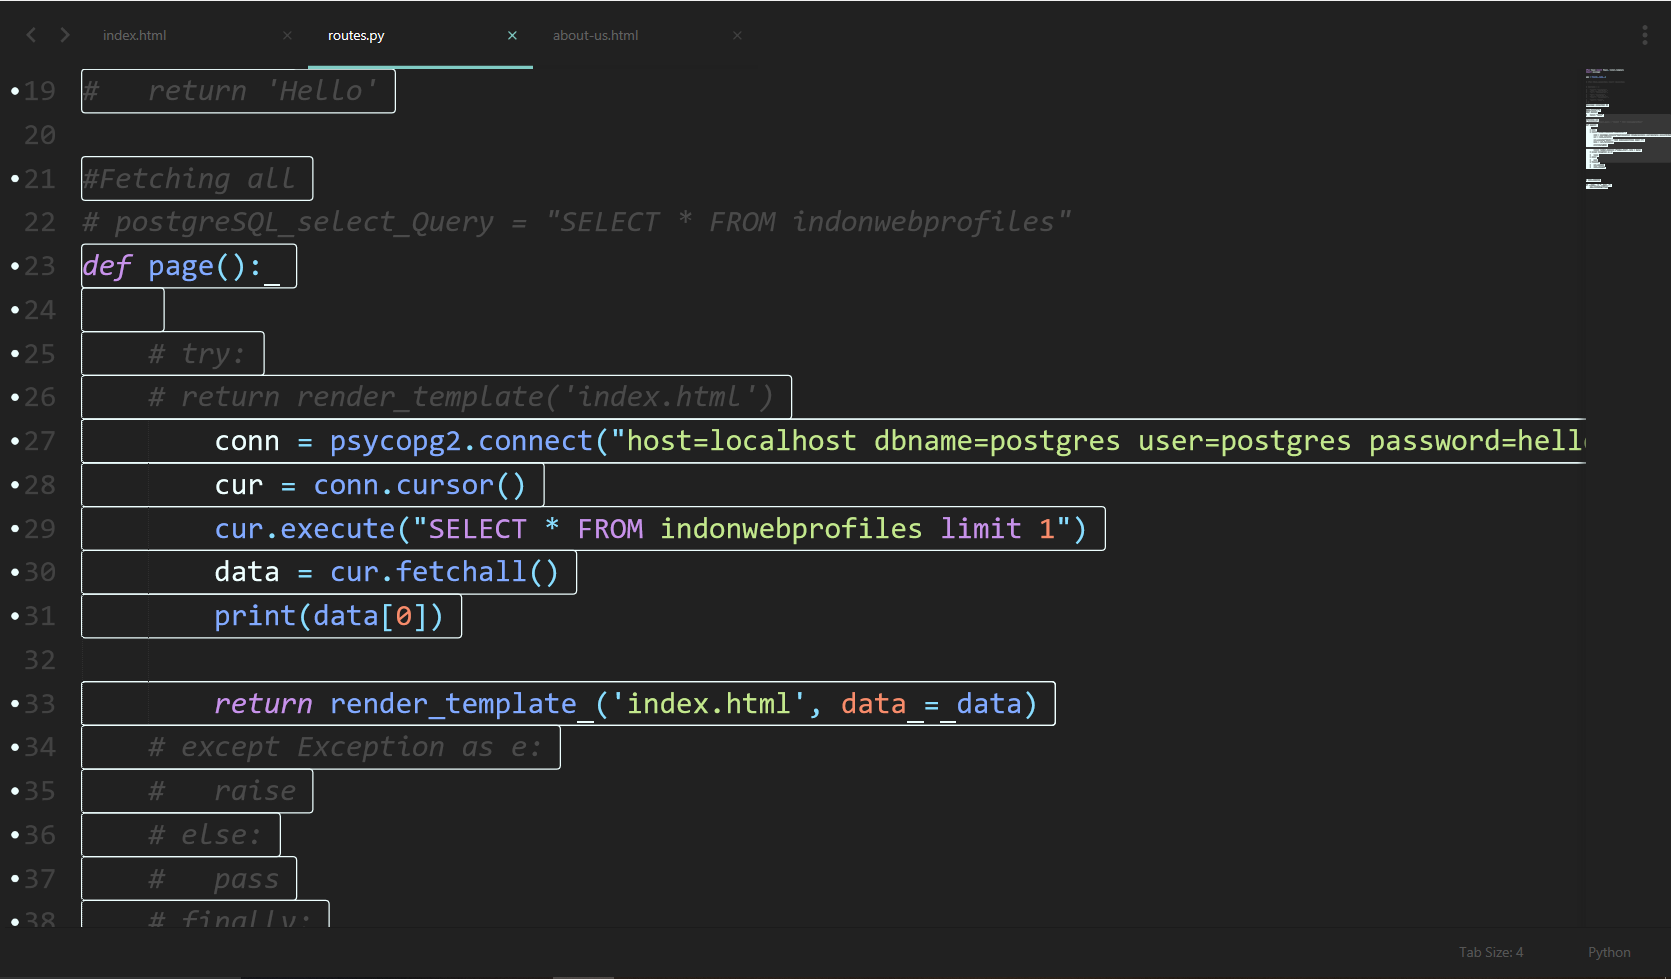 index.html × routes.py × about-us.html ×
19 #   return 'Hello'
20
21 #Fetching all
22 # postgreSQL_select_Query = "SELECT * FROM indonwebprofiles"
23 def page():
24
25     # try:
26     # return render_template('index.html')
27         conn = psycopg2.connect("host=localhost dbname=postgres user=postgres password=hell
28         cur = conn.cursor()
29         cur.execute("SELECT * FROM indonwebprofiles limit 1")
30         data = cur.fetchall()
31         print(data[0])
32
33         return render_template ('index.html', data = data)
34     # except Exception as e:
35     #   raise
36     # else:
37     #   pass
38     # finally:
Tab Size: 4 Python